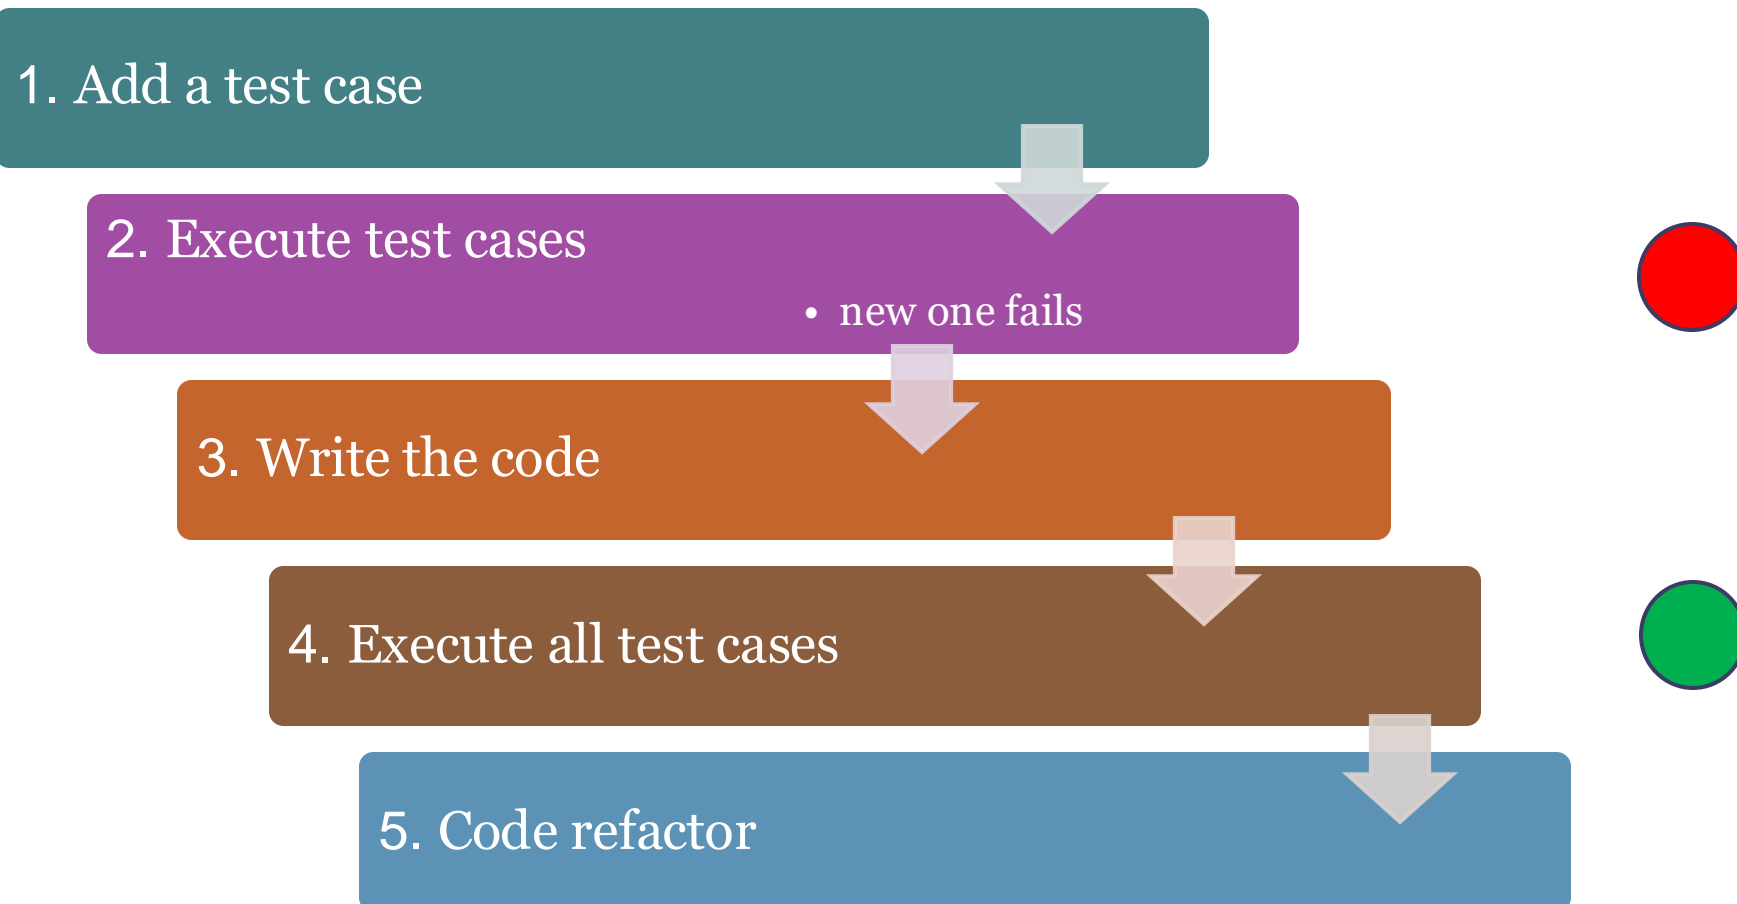 1. Add a test case
2. Execute test cases
• new one fails
3. Write the code
4. Execute all test cases
5. Code refactor